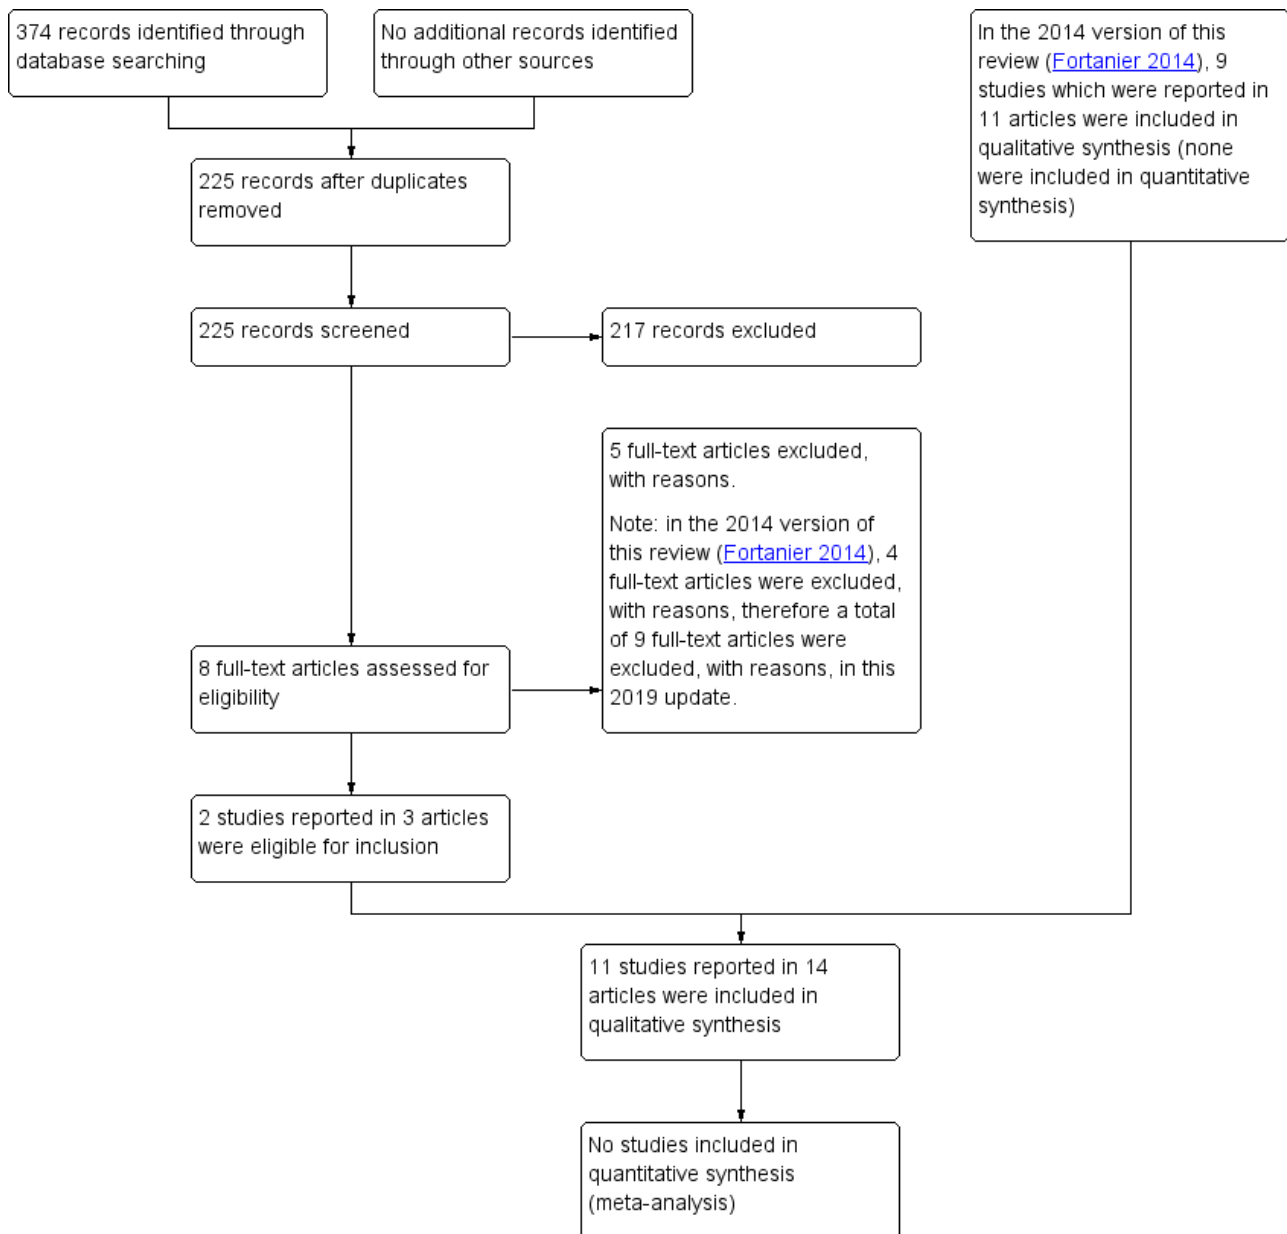 374 records identified through
database searching
No additional records identified
through other sources
In the 2014 version of this
review (Fortanier 2014), 9
studies which were reported in
11 articles were included in
qualitative synthesis (none
were included in quantitative
synthesis)
225 records after duplicates
removed
225 records screened
217 records excluded
5 full-text articles excluded,
with reasons.
Note: in the 2014 version of
this review (Fortanier 2014), 4
full-text articles were excluded,
with reasons, therefore a total
of 9 full-text articles were
excluded, with reasons, in this
2019 update.
8 full-text articles assessed for
eligibility
2 studies reported in 3 articles
were eligible for inclusion
11 studies reported in 14
articles were included in
qualitative synthesis
No studies included in
quantitative synthesis
(meta-analysis)